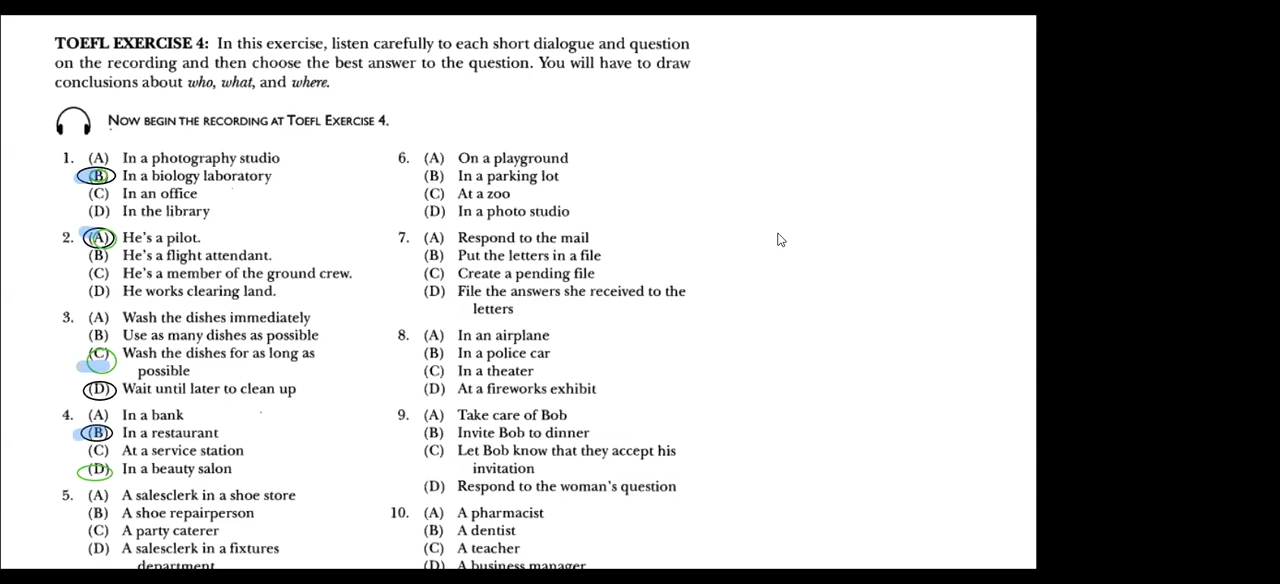 TOEFL EXERCISE 4: In this exercise, listen carefully to each short dialogue and question
on the recording and then choose the best answer to the question. You will have to draw
conclusions about who, what, and where.
NOW BEGIN THE RECORDING AT TOEFL EXERCISE 4.
1. (A) In a photography studio
(B) In a biology laboratory
(C) In an office
(D) In the library
2. (A) He's a pilot.
(B) He's a flight attendant.
(C) He's a member of the ground crew.
(D) He works clearing land.
3. (A) Wash the dishes immediately
(B) Use as many dishes as possible
(C) Wash the dishes for as long as
possible
(D) Wait until later to clean up
4. (A) In a bank
(B) In a restaurant
(C) At a service station
(D) In a beauty salon
5. (A) A salesclerk in a shoe store
(B) A shoe repairperson
(C) A party caterer
(D) A salesclerk in a fixtures
department
6. (A) On a playground
(B) In a parking lot
(C) At a zoo
(D) In a photo studio
7. (A) Respond to the mail
(B) Put the letters in a file
(C) Create a pending file
(D) File the answers she received to the
letters
8. (A) In an airplane
(B) In a police car
(C) In a theater
(D) At a fireworks exhibit
9. (A) Take care of Bob
(B) Invite Bob to dinner
(C) Let Bob know that they accept his
invitation
(D) Respond to the woman's question
10. (A) A pharmacist
(B) A dentist
(C) A teacher
(D) A business manager